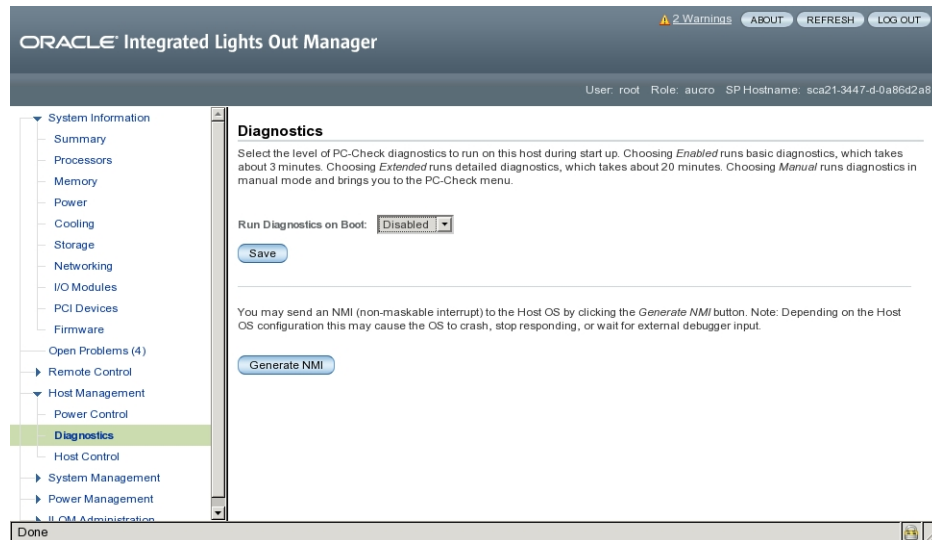 2 Warnings ABOUT REFRESH LOG OUT
ORACLE Integrated Lights Out Manager
User: root Role: aucro SP Hostname: sca21-3447-d-0a86d2a8
System Information
Summary
Processors
Memory
Power
Cooling
Storage
Networking
I/O Modules
PCI Devices
Firmware
Open Problems (4)
Remote Control
Host Management
Power Control
Diagnostics
Host Control
System Management
Power Management
ILOM Administration
Diagnostics
Select the level of PC-Check diagnostics to run on this host during start up. Choosing Enabled runs basic diagnostics, which takes
about 3 minutes. Choosing Extended runs detailed diagnostics, which takes about 20 minutes. Choosing Manual runs diagnostics in
manual mode and brings you to the PC-Check menu.
Run Diagnostics on Boot: Disabled
Save
You may send an NMI (non-maskable interrupt) to the Host OS by clicking the Generate NMI button. Note: Depending on the Host
OS configuration this may cause the OS to crash, stop responding, or wait for external debugger input.
Generate NMI
Done